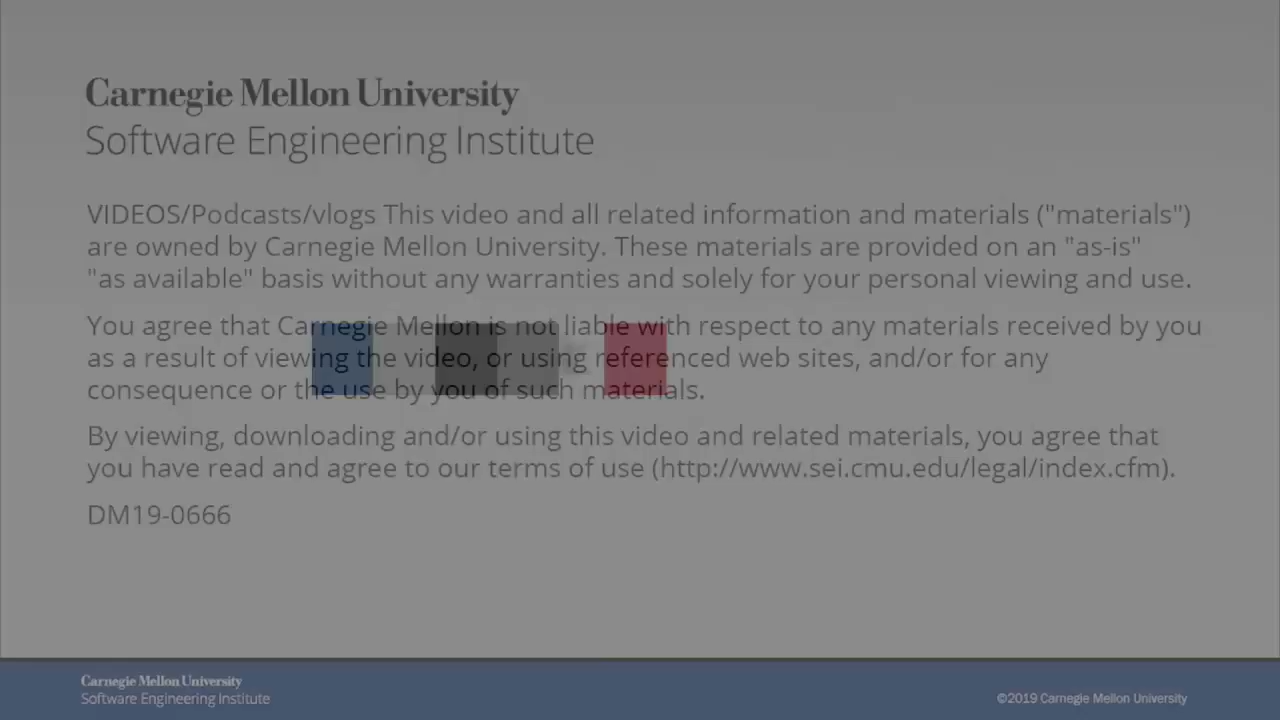 Carnegie Mellon University
Software Engineering Institute
VIDEOS/Podcasts/vlogs This video and all related information and materials ("materials")
are owned by Carnegie Mellon University. These materials are provided on an "as-is"
"as available" basis without any warranties and solely for your personal viewing and use.
You agree that Carnegie Mellon is not liable with respect to any materials received by you
as a result of viewing the video, or using referenced web sites, and/or for any
consequence or the use by you of such materials.
By viewing, downloading and/or using this video and related materials, you agree that
you have read and agree to our terms of use (http://www.sei.cmu.edu/legal/index.cfm).
DM19-0666
Carnegie Mellon University
Software Engineering Institute
©2019 Carnegie Mellon University